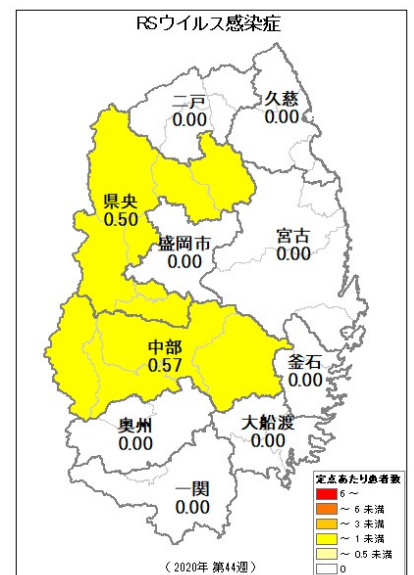 RSウイルス感染症
二戸
0.00
久慈
0.00
県央
0.50
盛岡市
0.00
宮古
0.00
中部
0.57
釜石
0.00
奥州
0.00
大船渡
0.00
一関
0.00
定点あたり患者数
6 ～
～ 6 未満
～ 3 未満
～ 1 未満
～ 0.5 未満
0
（ 2020年 第44週 ）